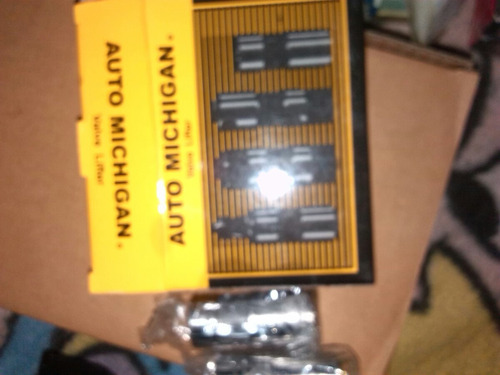 AUTO MICHIGAN.
Valve Lifter
AUTO MICHIGAN.
Valve Lifter